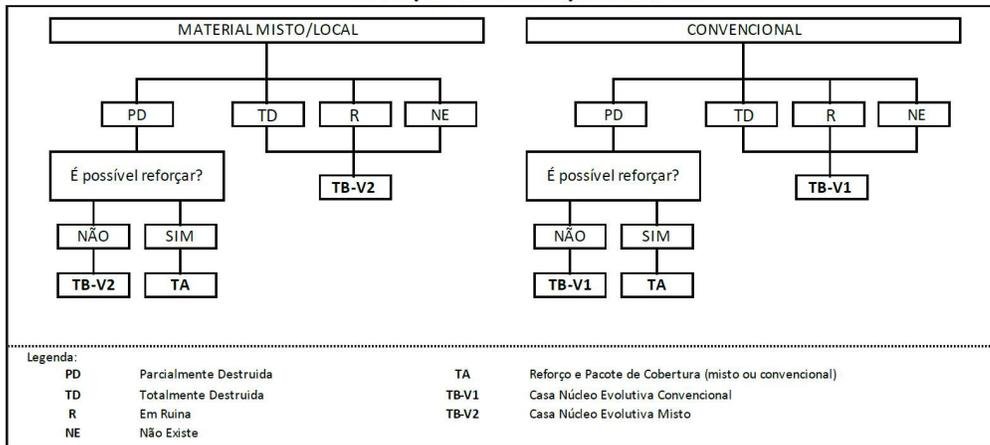 MATERIAL MISTO/LOCAL
PD
TD
R
NE
É possível reforçar?
TB-V2
NÃO
SIM
TB-V2
TA
CONVENCIONAL
PD
TD
R
NE
É possível reforçar?
TB-V1
NÃO
SIM
TB-V1
TA
Legenda:
PD Parcialmente Destruida
TD Totalmente Destruida
R Em Ruina
NE Não Existe
TA Reforço e Pacote de Cobertura (misto ou convencional)
TB-V1 Casa Núcleo Evolutiva Convencional
TB-V2 Casa Núcleo Evolutiva Misto